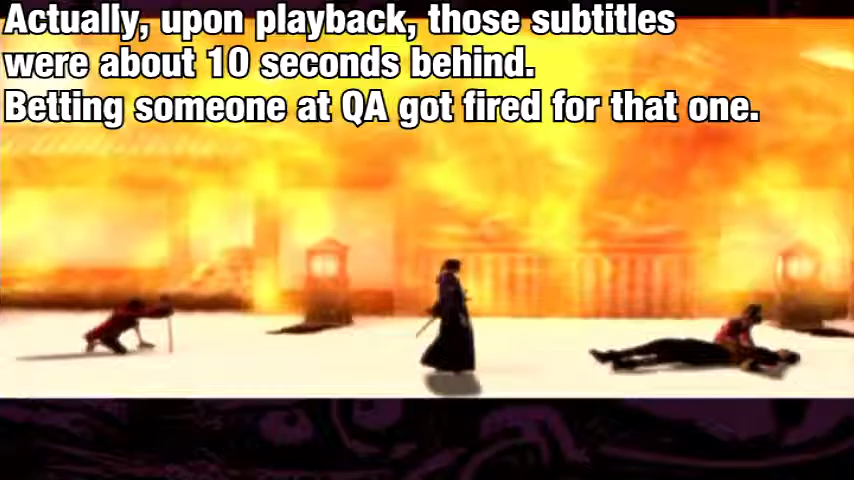 Actually, upon playback, those subtitles
were about 10 seconds behind.
Betting someone at QA got fired for that one.